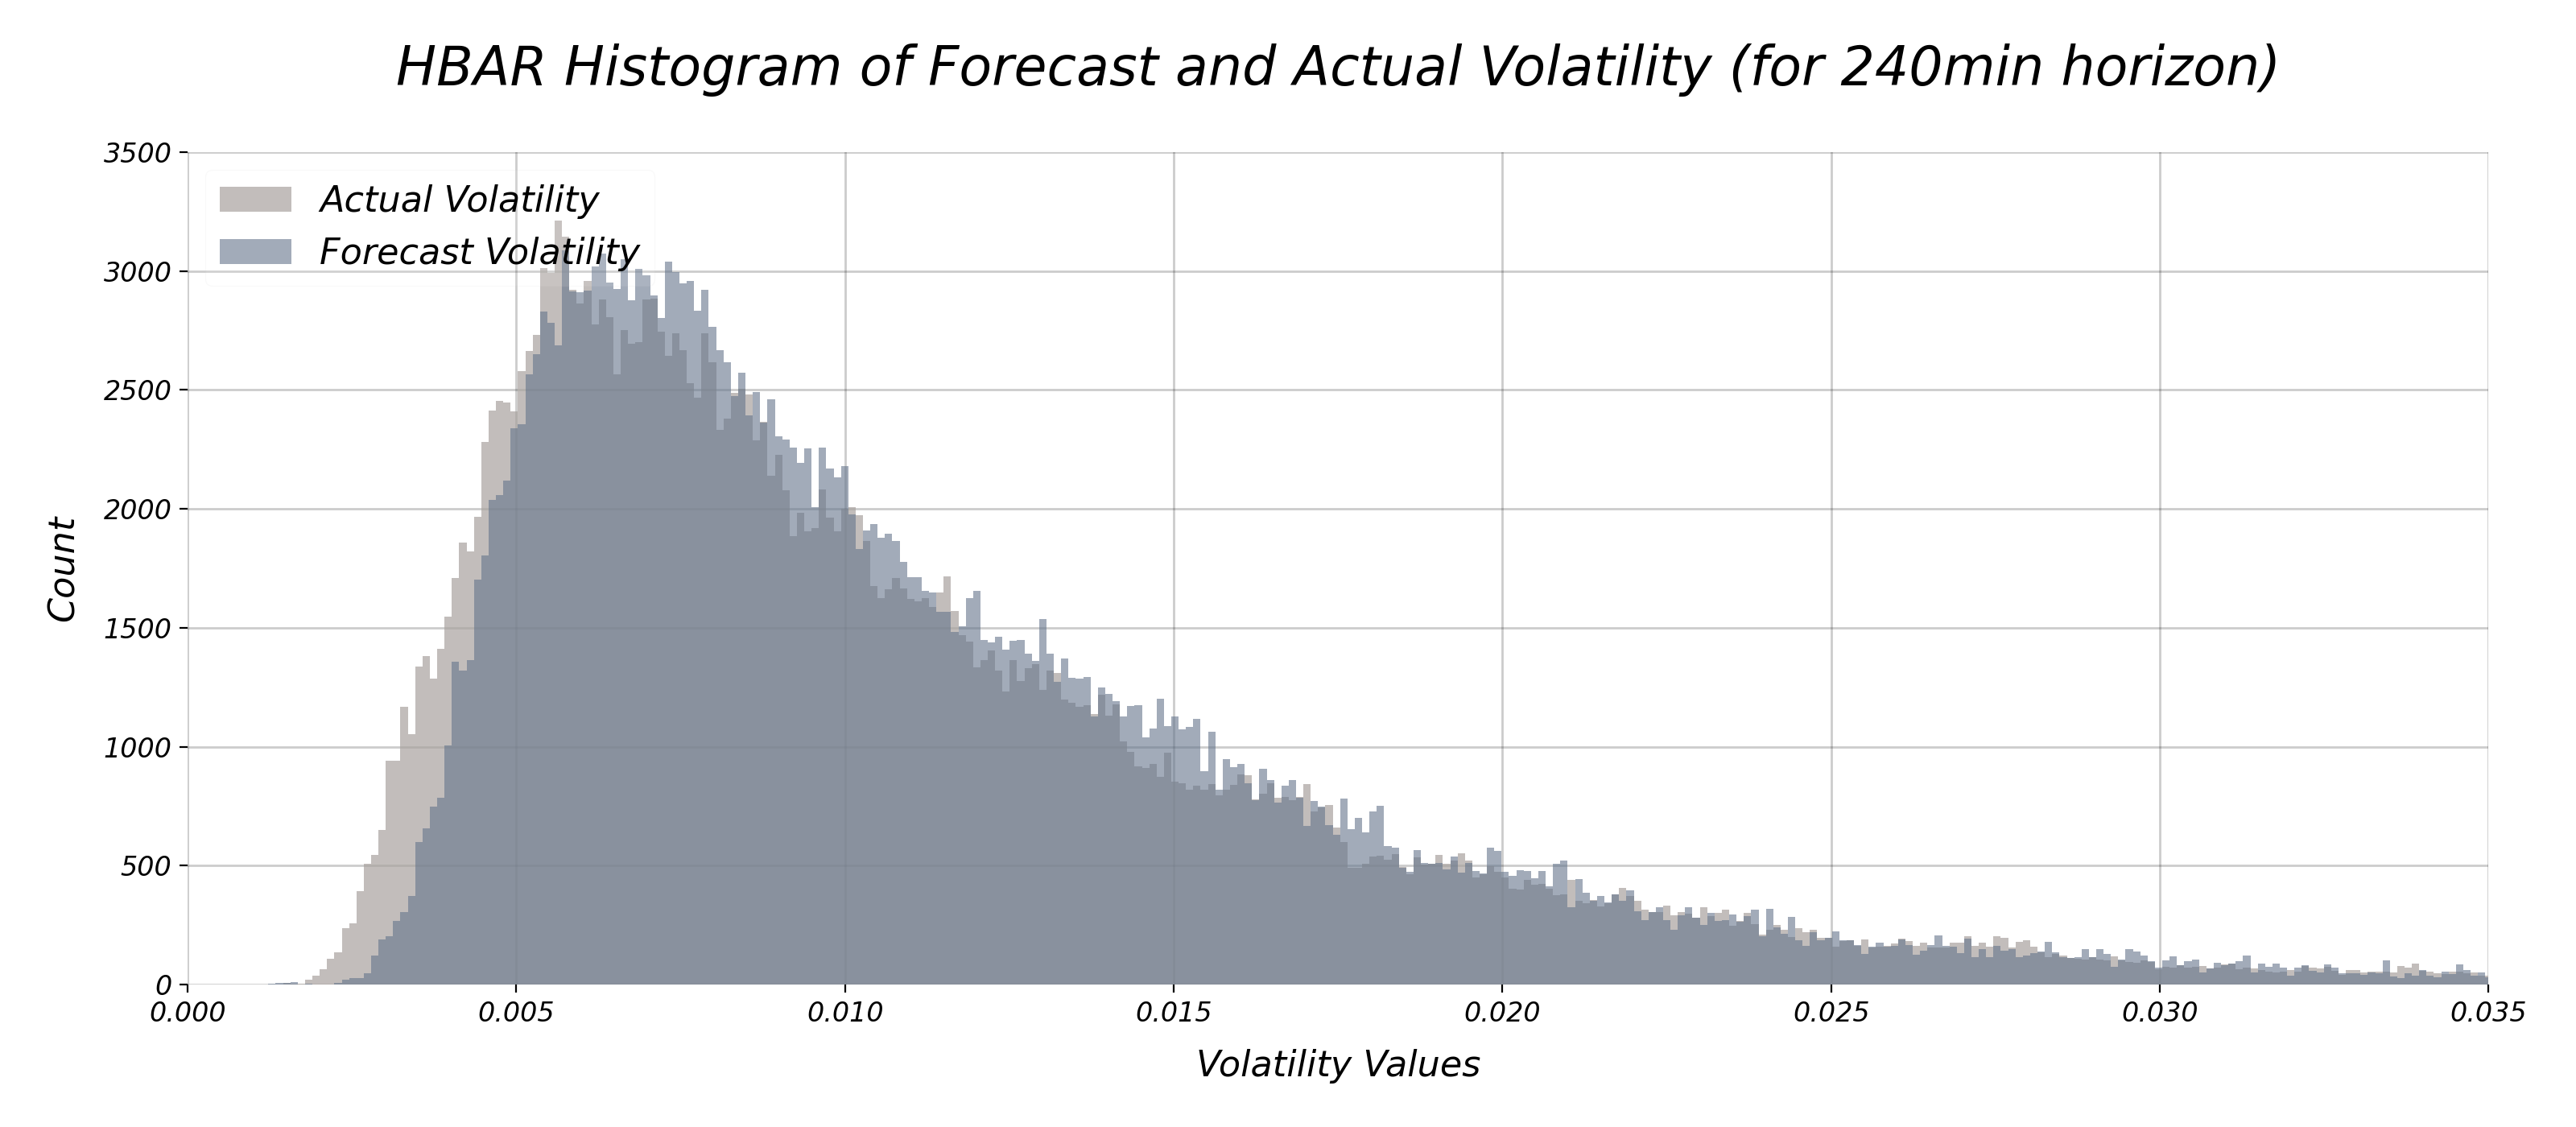 HBAR Histogram of Forecast and Actual Volatility (for 240min horizon)
3500
3000
2500
2000
1500
1000
500
0
Count
Actual Volatility
Forecast Volatility
0.000 0.005 0.010 0.015 0.020 0.025 0.030 0.035
Volatility Values